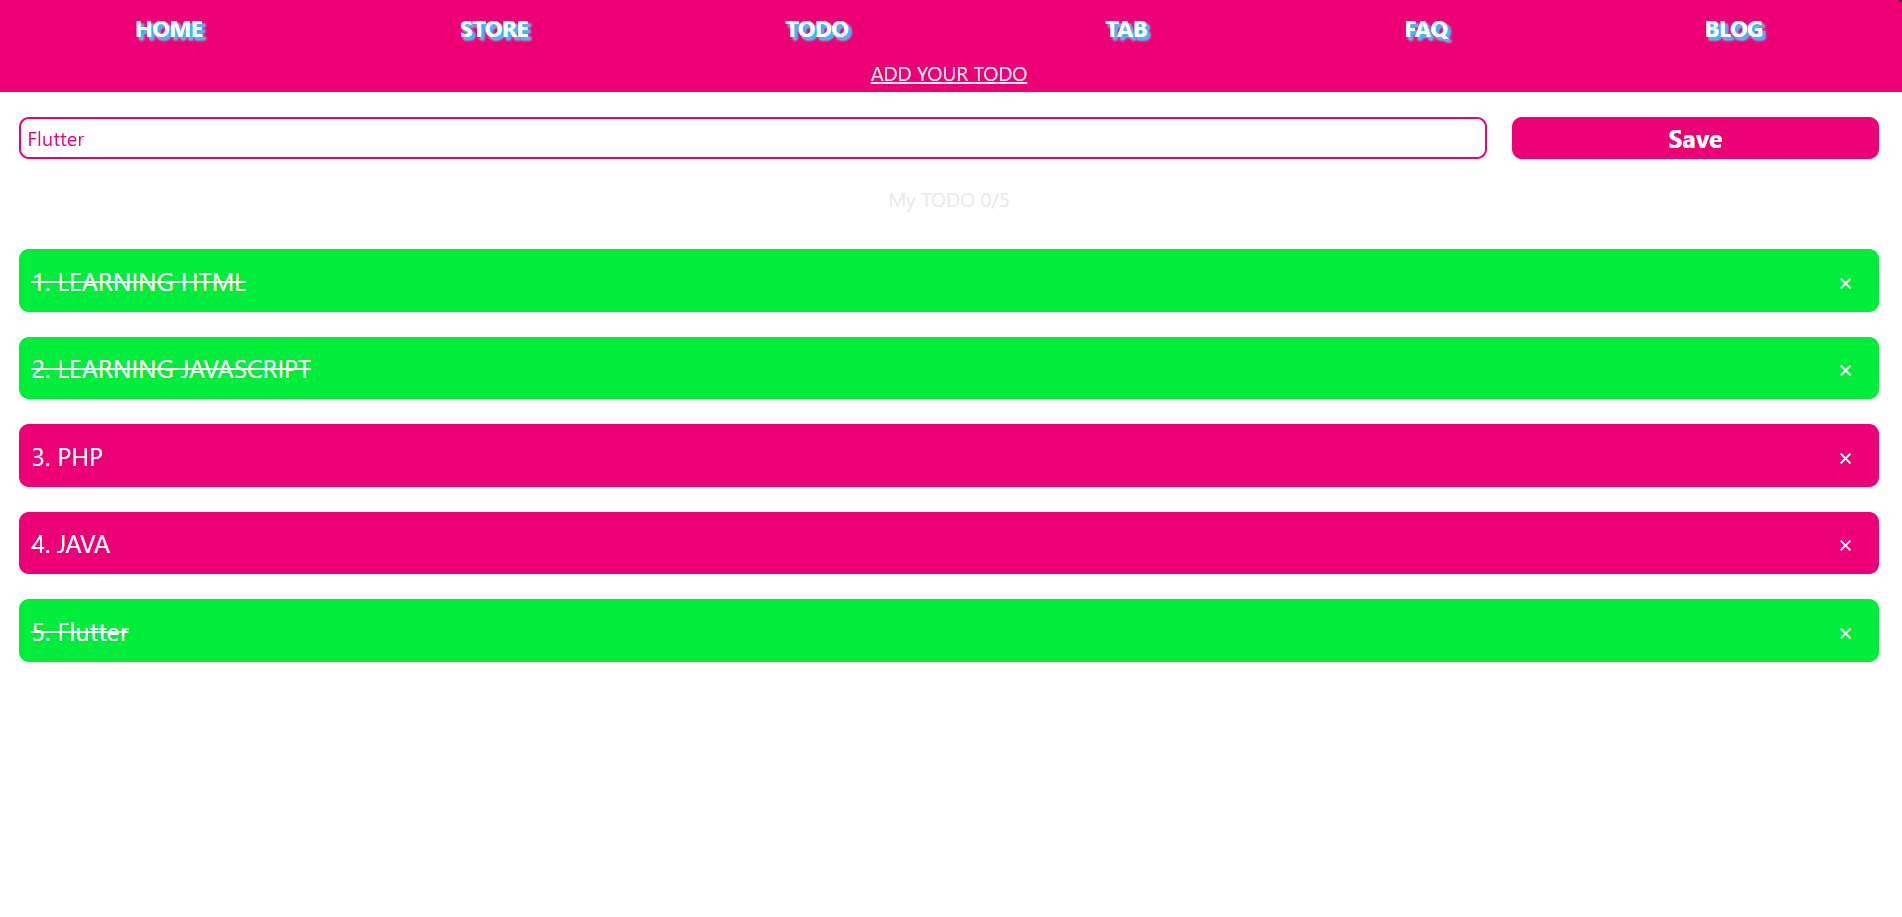 HOME STORE TODO TAB FAQ BLOG
ADD YOUR TODO
Flutter Save
My TODO 0/5
1. LEARNING HTML ×
2. LEARNING JAVASCRIPT ×
3. PHP ×
4. JAVA ×
5. Flutter ×